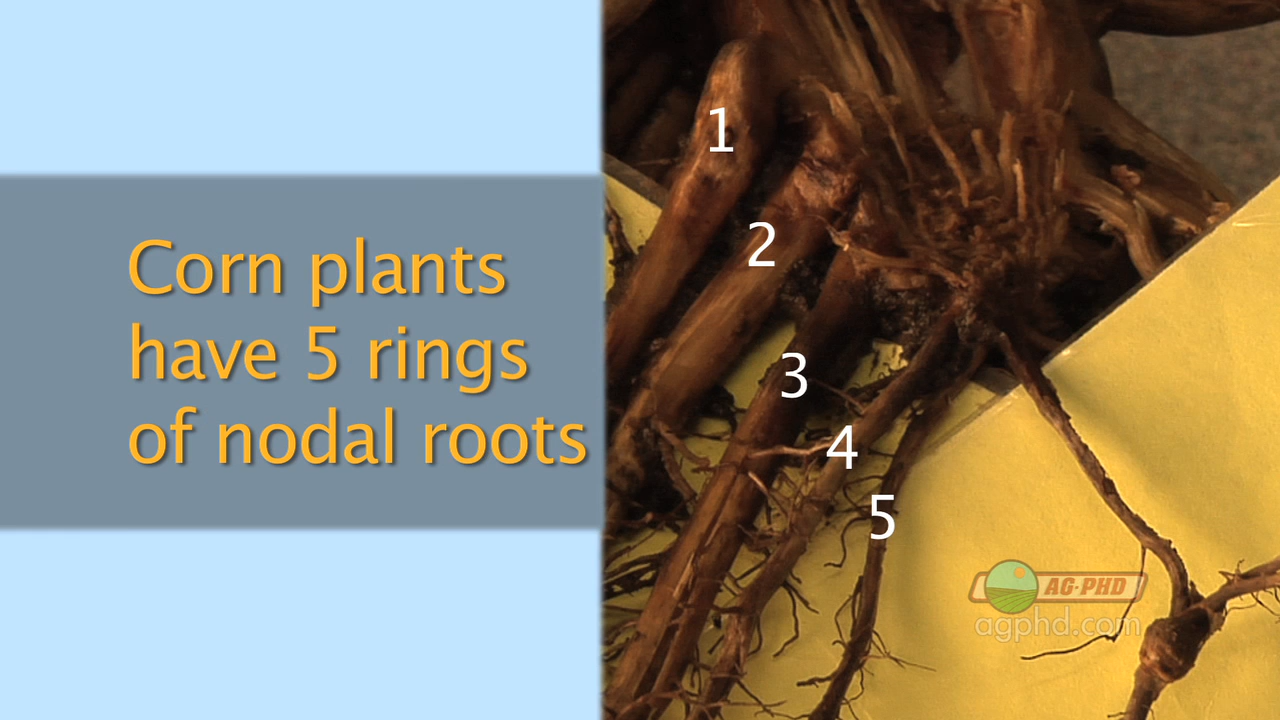 Corn plants
have 5 rings
of nodal roots
1
2
3
4
5
AG·PHD
agphd.com